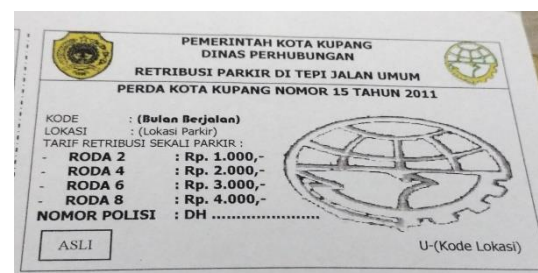 PEMERINTAH KOTA KUPANG
DINAS PERHUBUNGAN
RETRIBUSI PARKIR DI TEPI JALAN UMUM
PERDA KOTA KUPANG NOMOR 15 TAHUN 2011
KODE : (Bulan Berjalan)
LOKASI : (Lokasi Parkir)
TARIF RETRIBUSI SEKALI PARKIR :
- RODA 2 : Rp. 1.000,-
- RODA 4 : Rp. 2.000,-
- RODA 6 : Rp. 3.000,-
- RODA 8 : Rp. 4.000,-
NOMOR POLISI : DH .....................
ASLI
U-(Kode Lokasi)